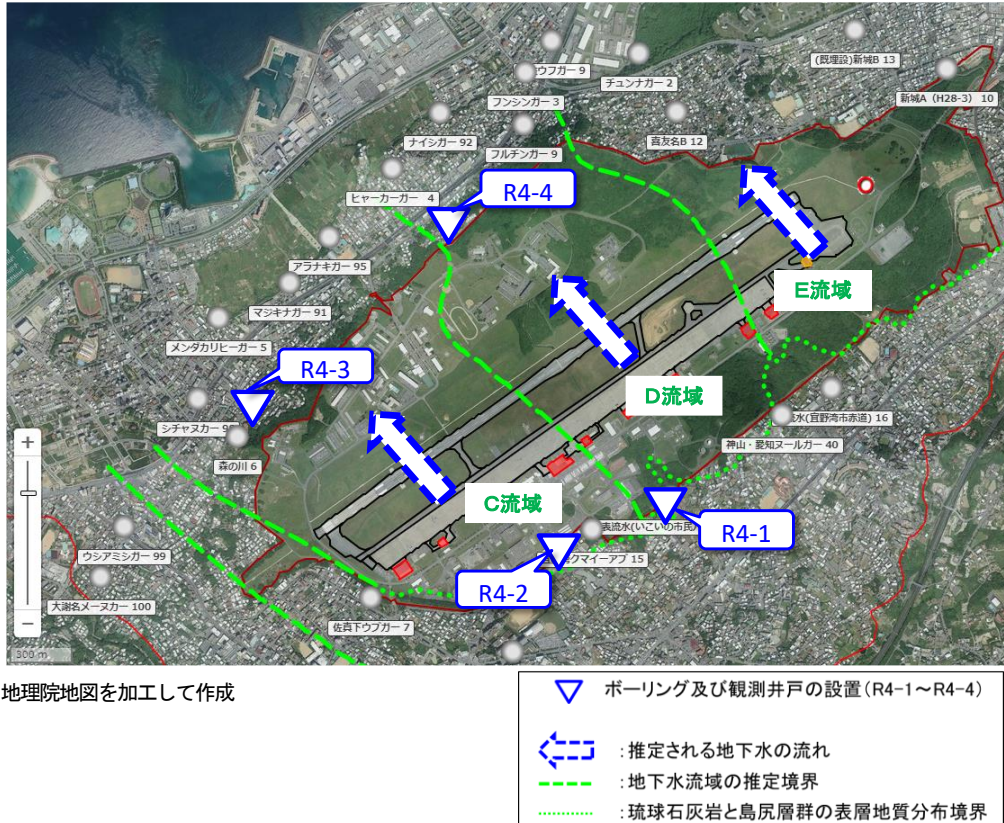 ウフガー 9
チュンナガー 2
(既埋設)新城B 13
新城A（H28-3） 10
フンシンガー 3
ナイシガー 92
フルチンガー 9
喜友名B 12
ヒャーカーガー 4
R4-4
アラナキガー 95
マジキナガー 91
E流域
メンダカリヒーガー 5
R4-3
D流域
シチャヌカー 9
流水(宜野湾市赤道) 16
神山・愛知ヌールガー 40
森の川 6
C流域
表流水(いこいの市民
R4-1
クマイーアブ 15
R4-2
ウシアミシガー 99
大謝名メーヌカー 100
佐真下ウブガー 7
+
−
300 m
地理院地図を加工して作成
ボーリング及び観測井戸の設置(R4-1～R4-4)
:推定される地下水の流れ
:地下水流域の推定境界
:琉球石灰岩と島尻層群の表層地質分布境界